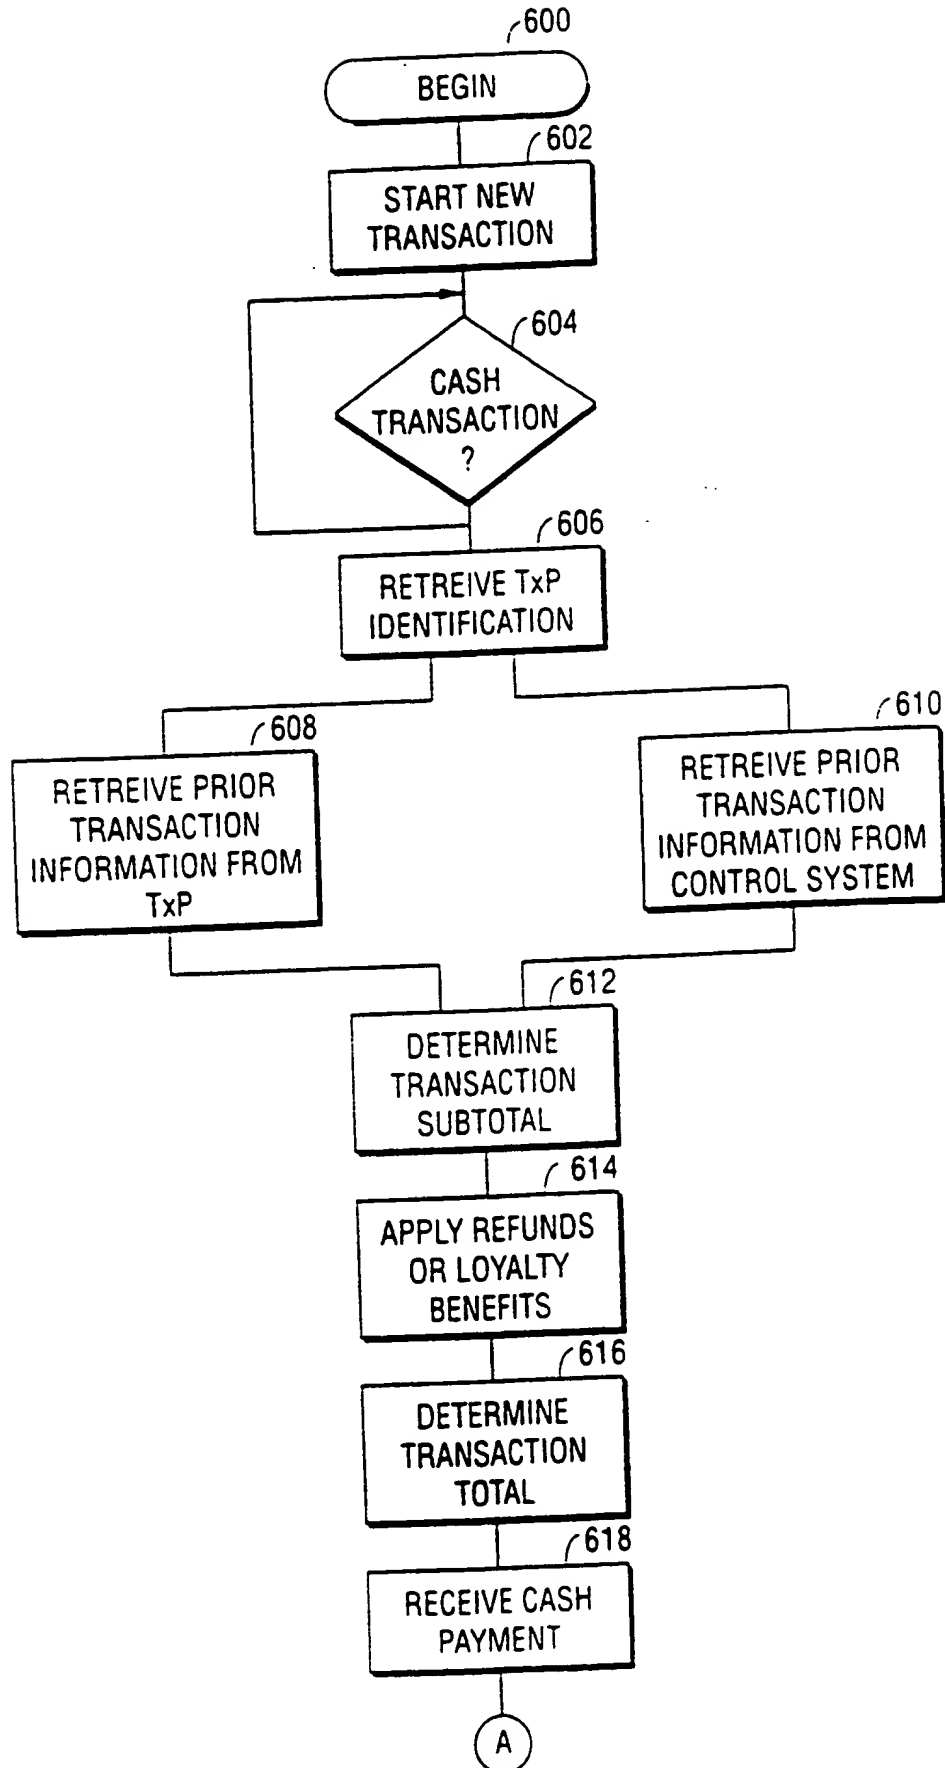 600
BEGIN
602
START NEW
TRANSACTION
604
CASH
TRANSACTION
?
606
RETREIVE TxP
IDENTIFICATION
608
RETREIVE PRIOR
TRANSACTION
INFORMATION FROM
TxP
610
RETREIVE PRIOR
TRANSACTION
INFORMATION FROM
CONTROL SYSTEM
612
DETERMINE
TRANSACTION
SUBTOTAL
614
APPLY REFUNDS
OR LOYALTY
BENEFITS
616
DETERMINE
TRANSACTION
TOTAL
618
RECEIVE CASH
PAYMENT
A